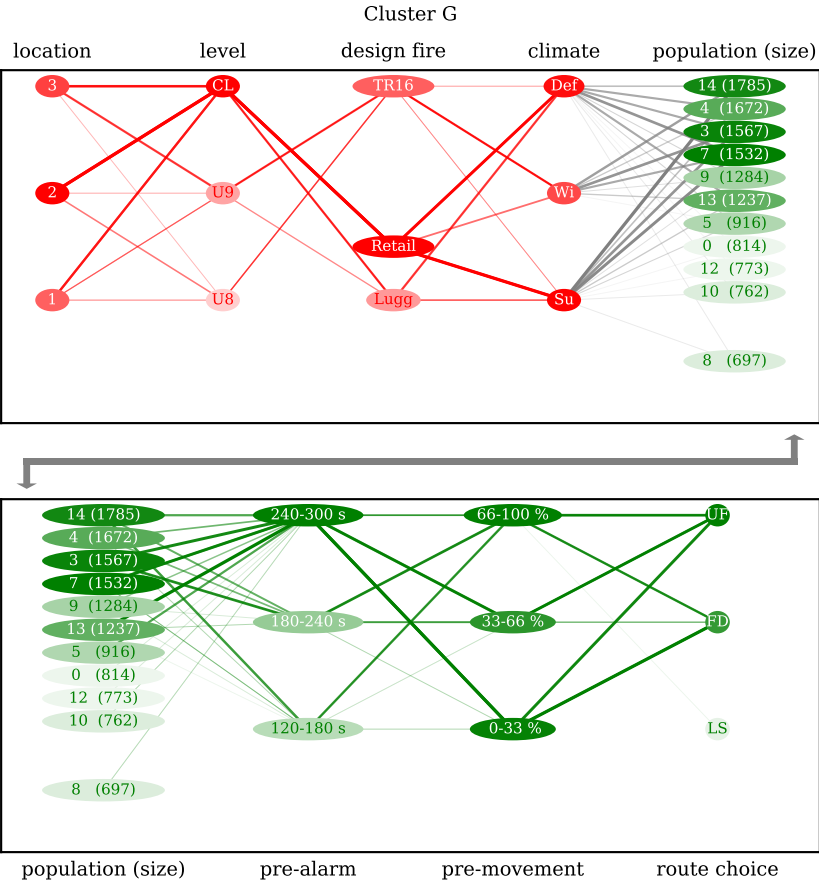 Cluster G
location level design fire climate population (size)
3 CL TR16 Def 14 (1785)
4 (1672)
3 (1567)
7 (1532)
9 (1284)
2 U9 Wi 13 (1237)
5 (916)
Retail 0 (814)
12 (773)
1 U8 Lugg Su 10 (762)
8 (697)
14 (1785) 240-300 s 66-100 % UF
4 (1672)
3 (1567)
7 (1532)
9 (1284)
13 (1237) 180-240 s 33-66 % FD
5 (916)
0 (814)
12 (773)
10 (762) 120-180 s 0-33 % LS
8 (697)
population (size) pre-alarm pre-movement route choice